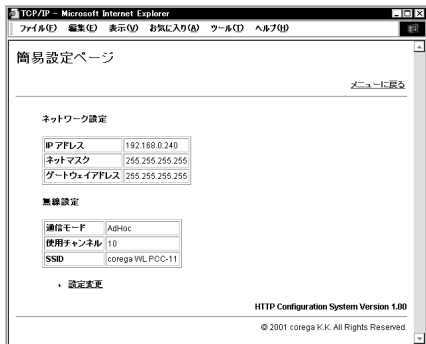 TCP/IP - Microsoft Internet Explorer
ファイル(F) 編集(E) 表示(V) お気に入り(A) ツール(T) ヘルプ(H)
簡易設定ページ
メニューに戻る
ネットワーク設定
IP アドレス 192.168.0.240
ネットマスク 255.255.255.255
ゲートウェイアドレス 255.255.255.255
無線設定
通信モード AdHoc
使用チャンネル 10
SSID corega WL PCC-11
・ 設定変更
HTTP Configuration System Version 1.00
© 2001 corega K.K. All Rights Reserved.